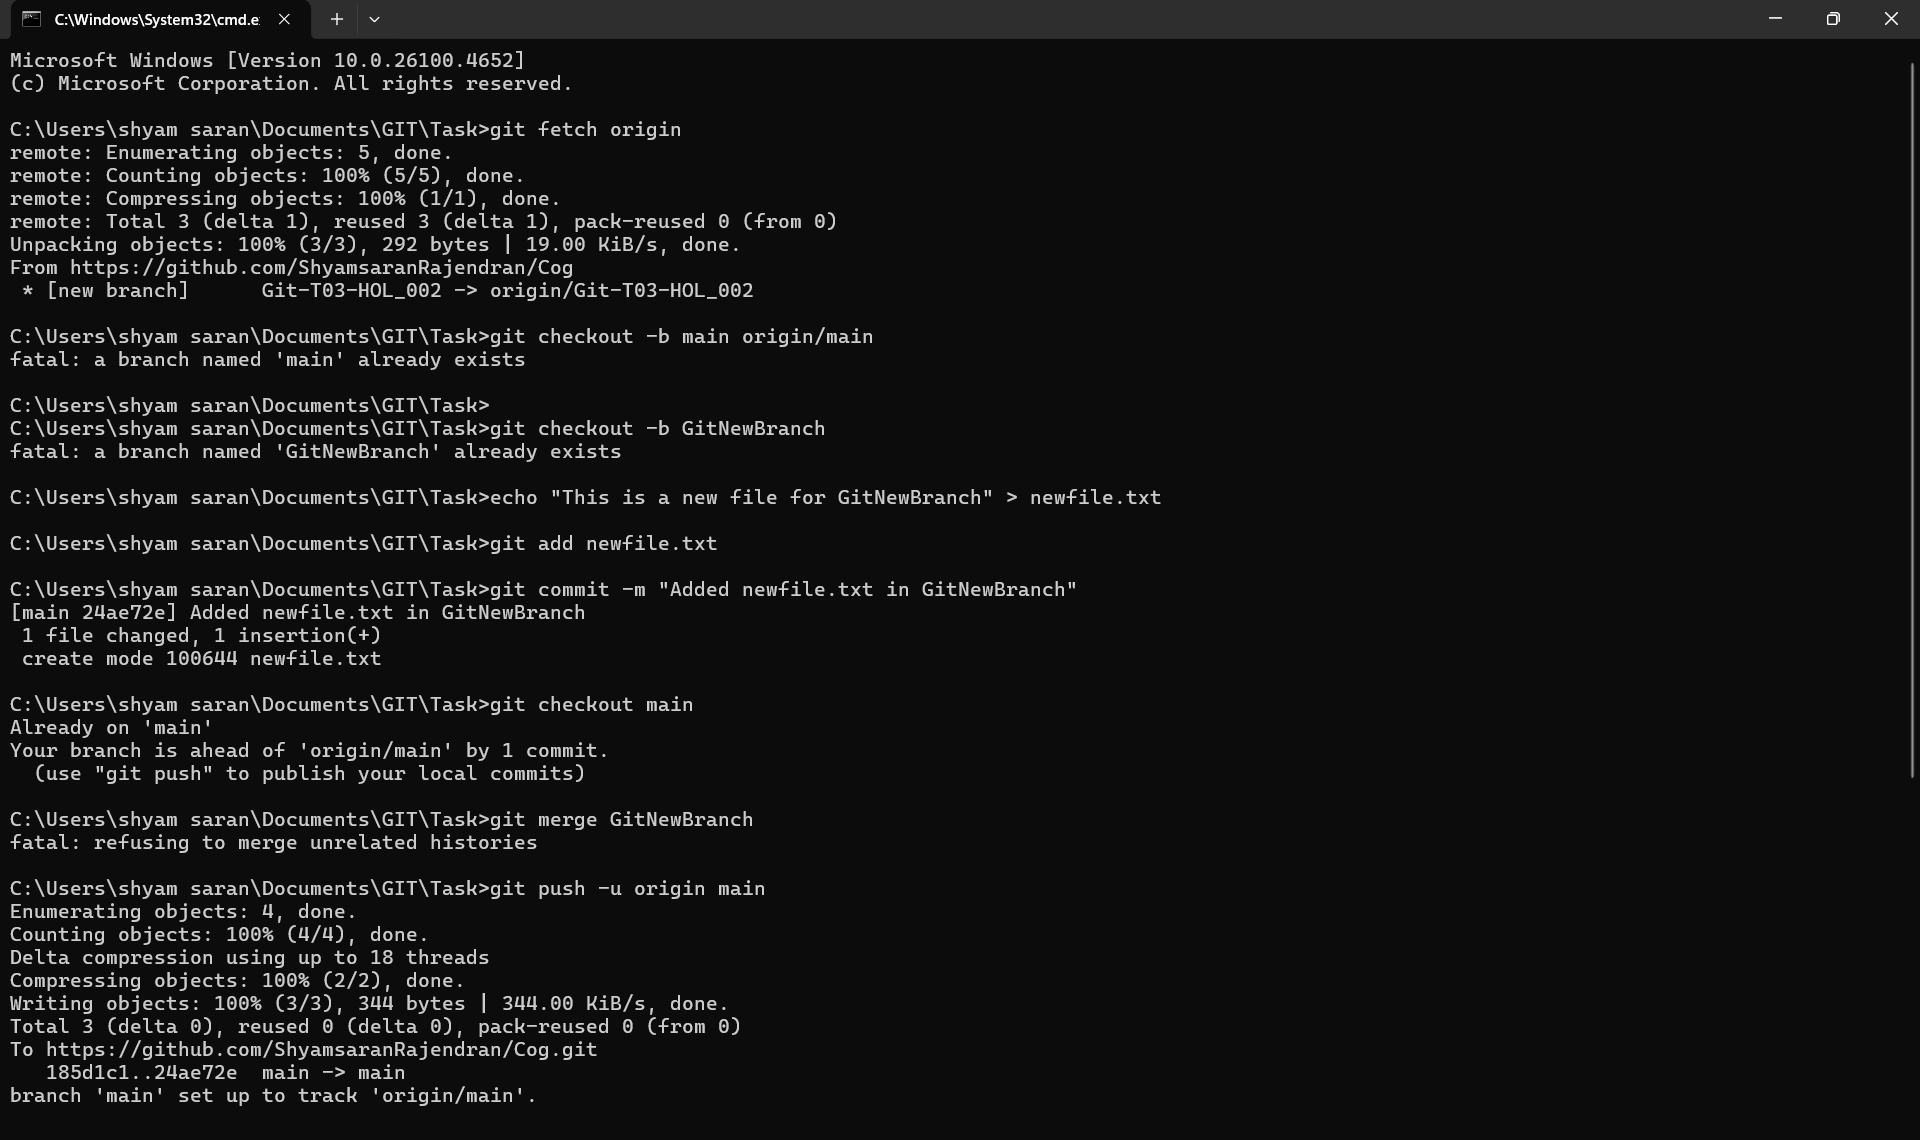 C:\Windows\System32\cmd.e
Microsoft Windows [Version 10.0.26100.4652]
(c) Microsoft Corporation. All rights reserved.
C:\Users\shyam saran\Documents\GIT\Task>git fetch origin
remote: Enumerating objects: 5, done.
remote: Counting objects: 100% (5/5), done.
remote: Compressing objects: 100% (1/1), done.
remote: Total 3 (delta 1), reused 3 (delta 1), pack-reused 0 (from 0)
Unpacking objects: 100% (3/3), 292 bytes | 19.00 KiB/s, done.
From https://github.com/ShyamsaranRajendran/Cog
 * [new branch]      Git-T03-HOL_002 -> origin/Git-T03-HOL_002
C:\Users\shyam saran\Documents\GIT\Task>git checkout -b main origin/main
fatal: a branch named 'main' already exists
C:\Users\shyam saran\Documents\GIT\Task>
C:\Users\shyam saran\Documents\GIT\Task>git checkout -b GitNewBranch
fatal: a branch named 'GitNewBranch' already exists
C:\Users\shyam saran\Documents\GIT\Task>echo "This is a new file for GitNewBranch" > newfile.txt
C:\Users\shyam saran\Documents\GIT\Task>git add newfile.txt
C:\Users\shyam saran\Documents\GIT\Task>git commit -m "Added newfile.txt in GitNewBranch"
[main 24ae72e] Added newfile.txt in GitNewBranch
 1 file changed, 1 insertion(+)
 create mode 100644 newfile.txt
C:\Users\shyam saran\Documents\GIT\Task>git checkout main
Already on 'main'
Your branch is ahead of 'origin/main' by 1 commit.
  (use "git push" to publish your local commits)
C:\Users\shyam saran\Documents\GIT\Task>git merge GitNewBranch
fatal: refusing to merge unrelated histories
C:\Users\shyam saran\Documents\GIT\Task>git push -u origin main
Enumerating objects: 4, done.
Counting objects: 100% (4/4), done.
Delta compression using up to 18 threads
Compressing objects: 100% (2/2), done.
Writing objects: 100% (3/3), 344 bytes | 344.00 KiB/s, done.
Total 3 (delta 0), reused 0 (delta 0), pack-reused 0 (from 0)
To https://github.com/ShyamsaranRajendran/Cog.git
   185d1c1..24ae72e  main -> main
branch 'main' set up to track 'origin/main'.